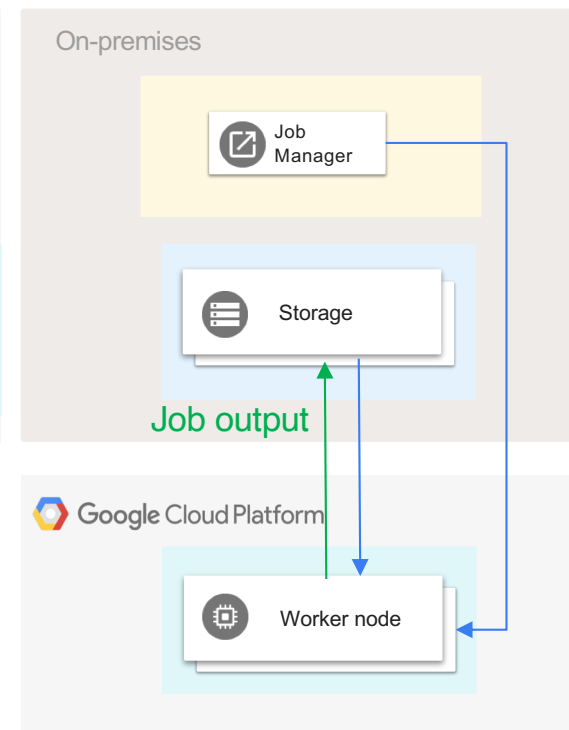 On-premises
Job
Manager
Storage
Job output
Google Cloud Platform
Worker node